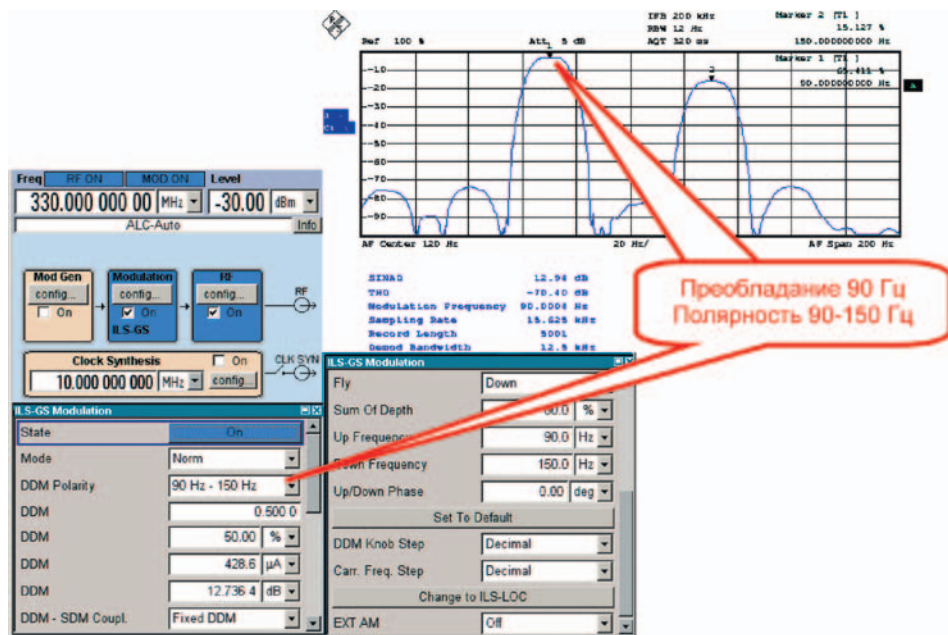 IFB 200 kHz
RBW 12 Hz
AQT 320 ms
Marker 2 [T1 ]
15.127 %
150.000000000 Hz
Marker 1 [T1 ]
65.411 %
90.000000000 Hz
Ref 100 %
Att 5 dB
1
2
A
-10
-20
-30
-40
-50
-60
-70
-80
-90
AF Center 120 Hz
20 Hz/
AF Span 200 Hz
SINAD 12.98 dB
THD -70.40 dB
Modulation Frequency 90.0004 Hz
Sampling Rate 15.625 kHz
Record Length 5001
Demod Bandwidth 12.5 kHz
Преобладание 90 Гц
Полярность 90-150 Гц
Freq RF ON MOD ON Level
330.000 000 00 MHz -30.00 dBm
ALC-Auto Info
Mod Gen
config...
On
Modulation
config...
On
ILS-GS
RF
config...
On
RF
Clock Synthesis On
10.000 000 000 MHz config...
CLK SYN
ILS-GS Modulation
State On
Mode Norm
DDM Polarity 90 Hz - 150 Hz
DDM 0.500 0
DDM 50.00 %
DDM 428.6 µA
DDM 12.736 4 dB
DDM - SDM Coupl. Fixed DDM
ILS-GS Modulation
Fly Down
Sum Of Depth 80.0 %
Up Frequency 90.0 Hz
Down Frequency 150.0 Hz
Up/Down Phase 0.00 deg
Set To Default
DDM Knob Step Decimal
Carr. Freq. Step Decimal
Change to ILS-LOC
EXT AM Off